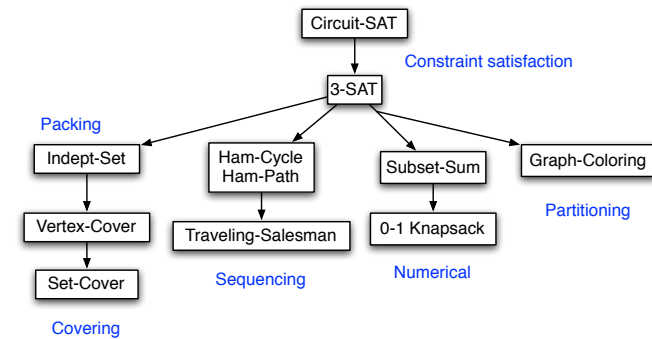 Circuit-SAT
Constraint satisfaction
3-SAT
Packing
Indept-Set
Ham-Cycle
Ham-Path
Subset-Sum
Graph-Coloring
Vertex-Cover
Traveling-Salesman
0-1 Knapsack
Partitioning
Set-Cover
Sequencing
Numerical
Covering